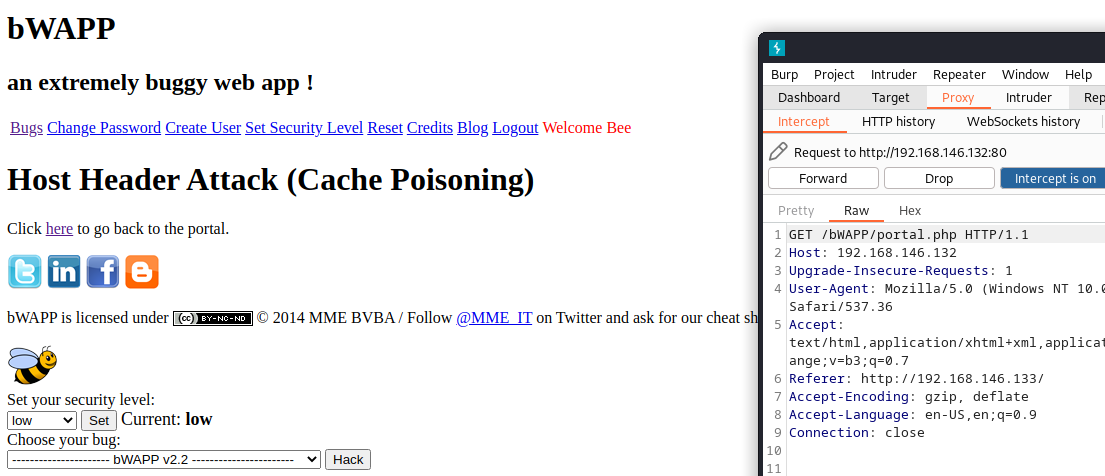 bWAPP
an extremely buggy web app !
Bugs Change Password Create User Set Security Level Reset Credits Blog Logout Welcome Bee
Host Header Attack (Cache Poisoning)
Click here to go back to the portal.
bWAPP is licensed under (cc) BY-NC-ND © 2014 MME BVBA / Follow @MME_IT on Twitter and ask for our cheat sh
Set your security level:
low Set Current: low
Choose your bug:
---------------------- bWAPP v2.2 ----------------------- Hack
Burp Project Intruder Repeater Window Help
Dashboard Target Proxy Intruder Rep
Intercept HTTP history WebSockets history
Request to http://192.168.146.132:80
Forward Drop Intercept is on
Pretty Raw Hex
1 GET /bWAPP/portal.php HTTP/1.1
2 Host: 192.168.146.132
3 Upgrade-Insecure-Requests: 1
4 User-Agent: Mozilla/5.0 (Windows NT 10.0
Safari/537.36
5 Accept:
text/html,application/xhtml+xml,applicat
ange;v=b3;q=0.7
6 Referer: http://192.168.146.133/
7 Accept-Encoding: gzip, deflate
8 Accept-Language: en-US,en;q=0.9
9 Connection: close
10
11